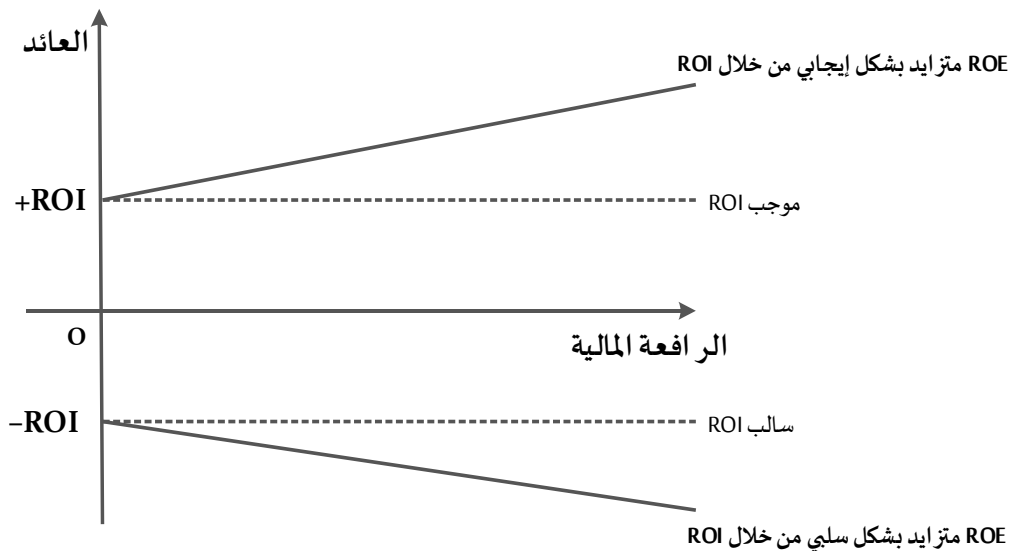 العائد
ROE متزايد بشكل إيجابي من خلال ROI
+ROI
موجب ROI
O
الرافعة المالية
–ROI
سالب ROI
ROE متزايد بشكل سلبي من خلال ROI